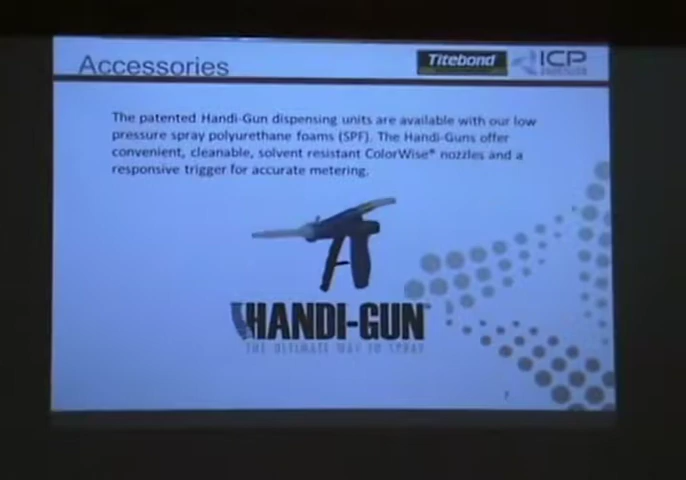 Accessories
Titebond
ICP
The patented Handi-Gun dispensing units are available with our low
pressure spray polyurethane foams (SPF). The Handi-Guns offer
convenient, cleanable, solvent resistant ColorWise® nozzles and a
responsive trigger for accurate metering.
HANDI-GUN™
THE ULTIMATE WAY TO SPRAY
7